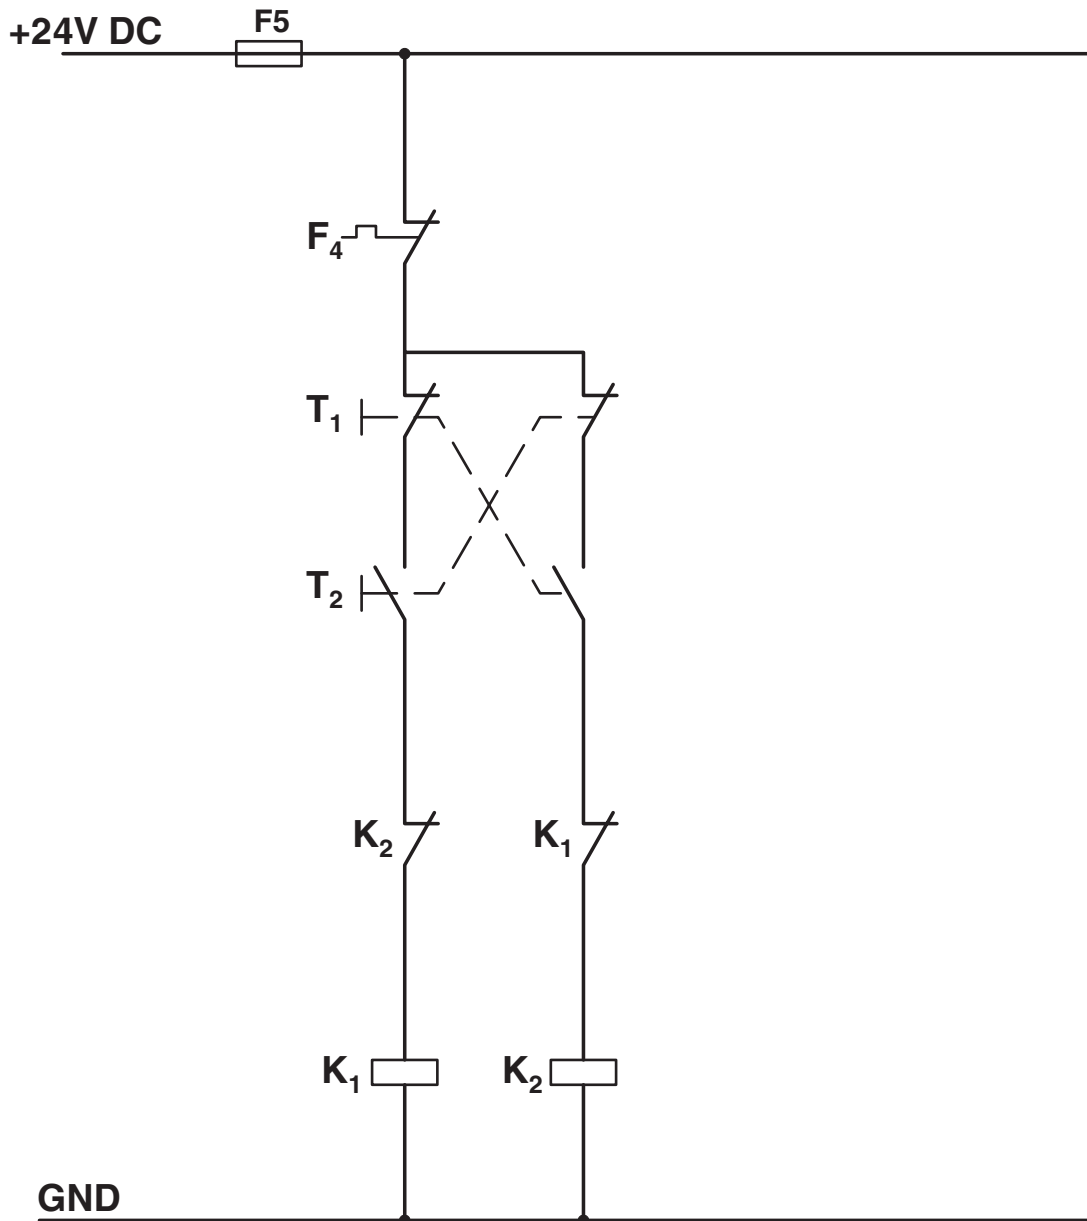 +24V DC
F5
F₄
T₁
T₂
K₂ K₁
K₁ K₂
GND